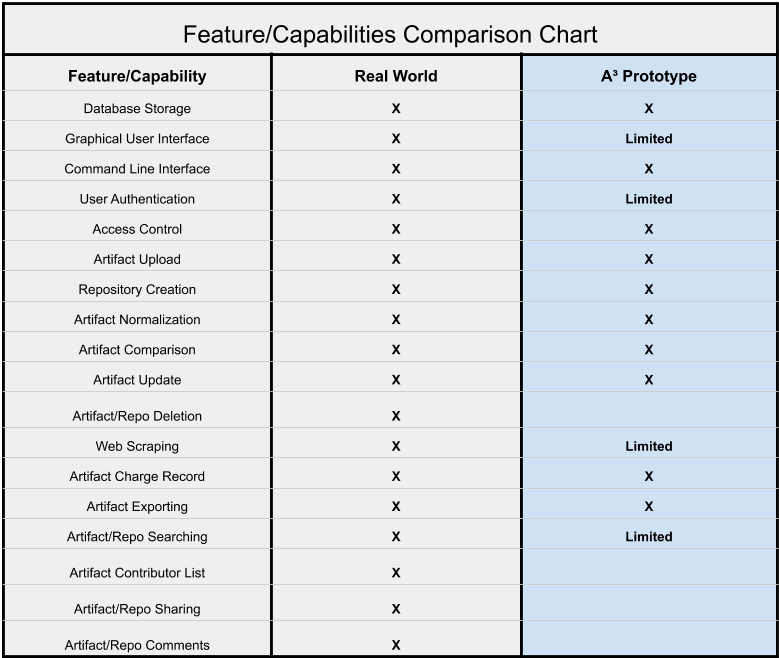 Feature/Capabilities Comparison Chart
Feature/Capability Real World A³ Prototype
Database Storage X X
Graphical User Interface X Limited
Command Line Interface X X
User Authentication X Limited
Access Control X X
Artifact Upload X X
Repository Creation X X
Artifact Normalization X X
Artifact Comparison X X
Artifact Update X X
Artifact/Repo Deletion X
Web Scraping X Limited
Artifact Charge Record X X
Artifact Exporting X X
Artifact/Repo Searching X Limited
Artifact Contributor List X
Artifact/Repo Sharing X
Artifact/Repo Comments X